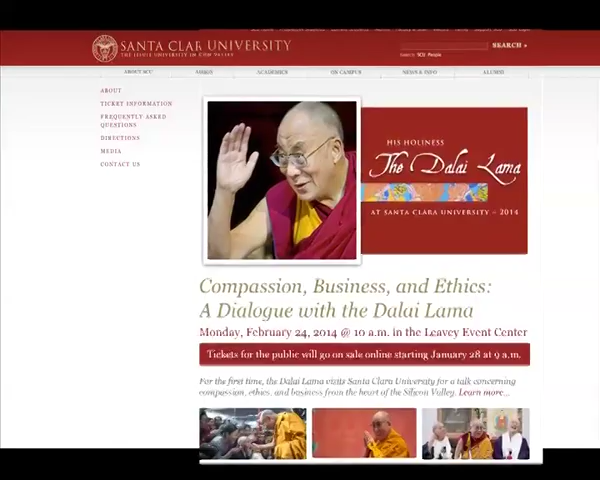 SANTA CLAR UNIVERSITY
SEARCH
ABOUT SCU
ACADEMICS
ON CAMPUS
NEWS & INFO
ALUMNI
ABOUT
TICKET INFORMATION
FREQUENTLY ASKED
QUESTIONS
DIRECTIONS
MEDIA
CONTACT US
HIS HOLINESS
The Dalai Lama
AT SANTA CLARA UNIVERSITY - 2014
Compassion, Business, and Ethics:
A Dialogue with the Dalai Lama
Monday, February 24, 2014 @ 10 a.m. in the Leavey Event Center
Tickets for the public will go on sale online starting January 28 at 9 a.m.
For the first time, the Dalai Lama visits Santa Clara University for a talk concerning
compassion, ethics, and business from the heart of the Silicon Valley. Learn more...